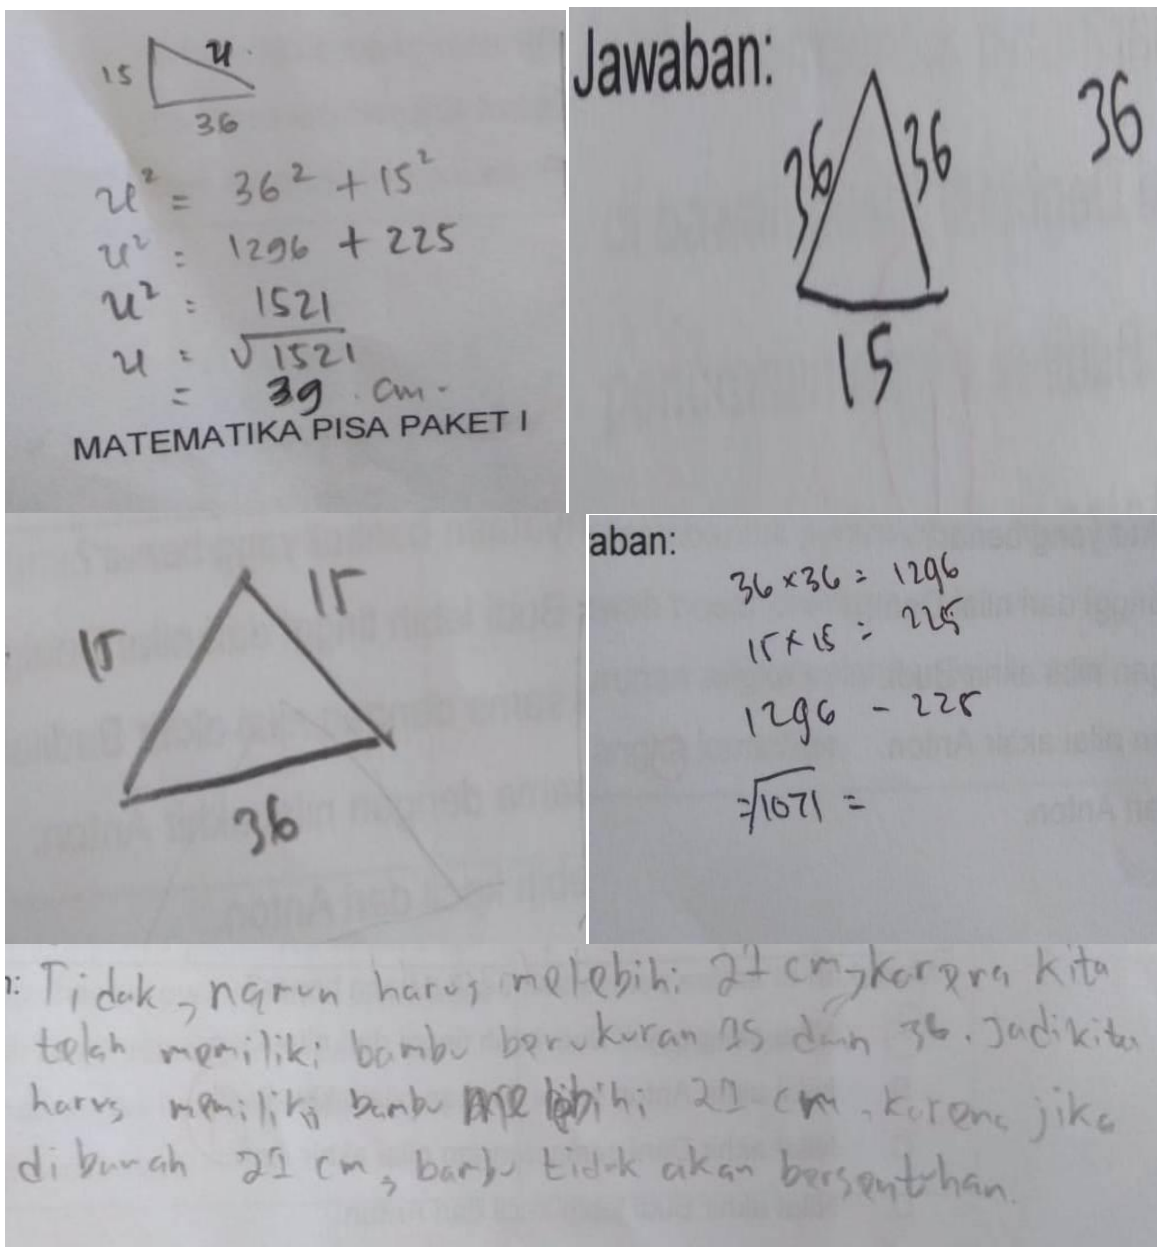 15
u
36
u² = 36² + 15²
u² = 1296 + 225
u² = 1521
u = √1521
= 39 cm.
MATEMATIKA PISA PAKET I
Jawaban:
36 36
36
15
15
15
36
aban:
36 × 36 = 1296
15 × 15 = 225
1296 - 225
=√1071 =
n: Tidak, namun harus melebihi 21 cm, karena kita
telah memiliki bambu berukuran 15 dan 36. Jadi kita
harus memiliki bambu melebihi 21 cm, karena jika
dibawah 21 cm, bambu tidak akan bersentuhan.